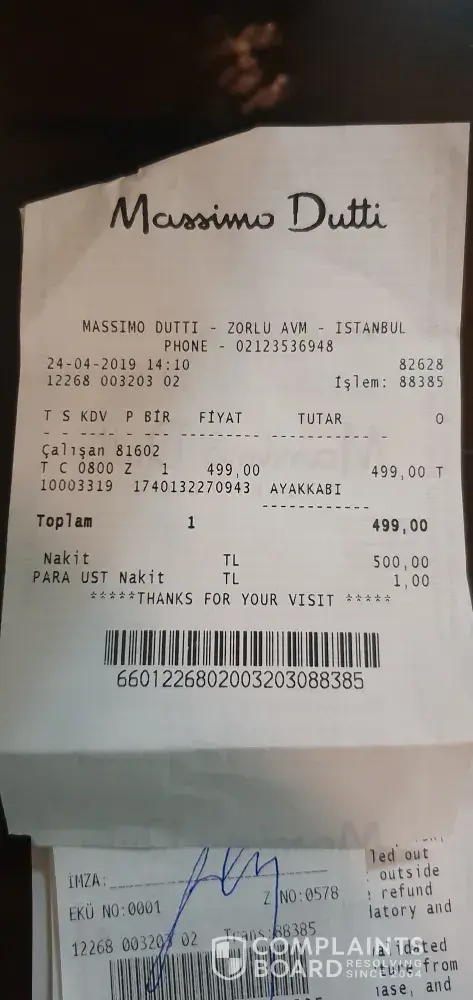 Massimo Dutti
MASSIMO DUTTI - ZORLU AVM - ISTANBUL
PHONE - 02123536948
24-04-2019 14:10 82628
12268 003203 02 İşlem: 88385
T S KDV P BİR FİYAT TUTAR O
- - ---- - --- -------- ------------ -
Çalışan 81602
T C 0800 Z 1 499,00 499,00 T
10003319 1740132270943 AYAKKABI
------------
Toplam 1 499,00
Nakit TL 500,00
PARA UST Nakit TL 1,00
*****THANKS FOR YOUR VISIT *****
6601226802003203088385
led out
outside
İMZA: refund
EKÜ NO:0001 Z NO:0578 latory and
12268 003203 02 Trans:88385
from
ase, and
COMPLAINTS
BOARD RESOLVING
SINCE 2004